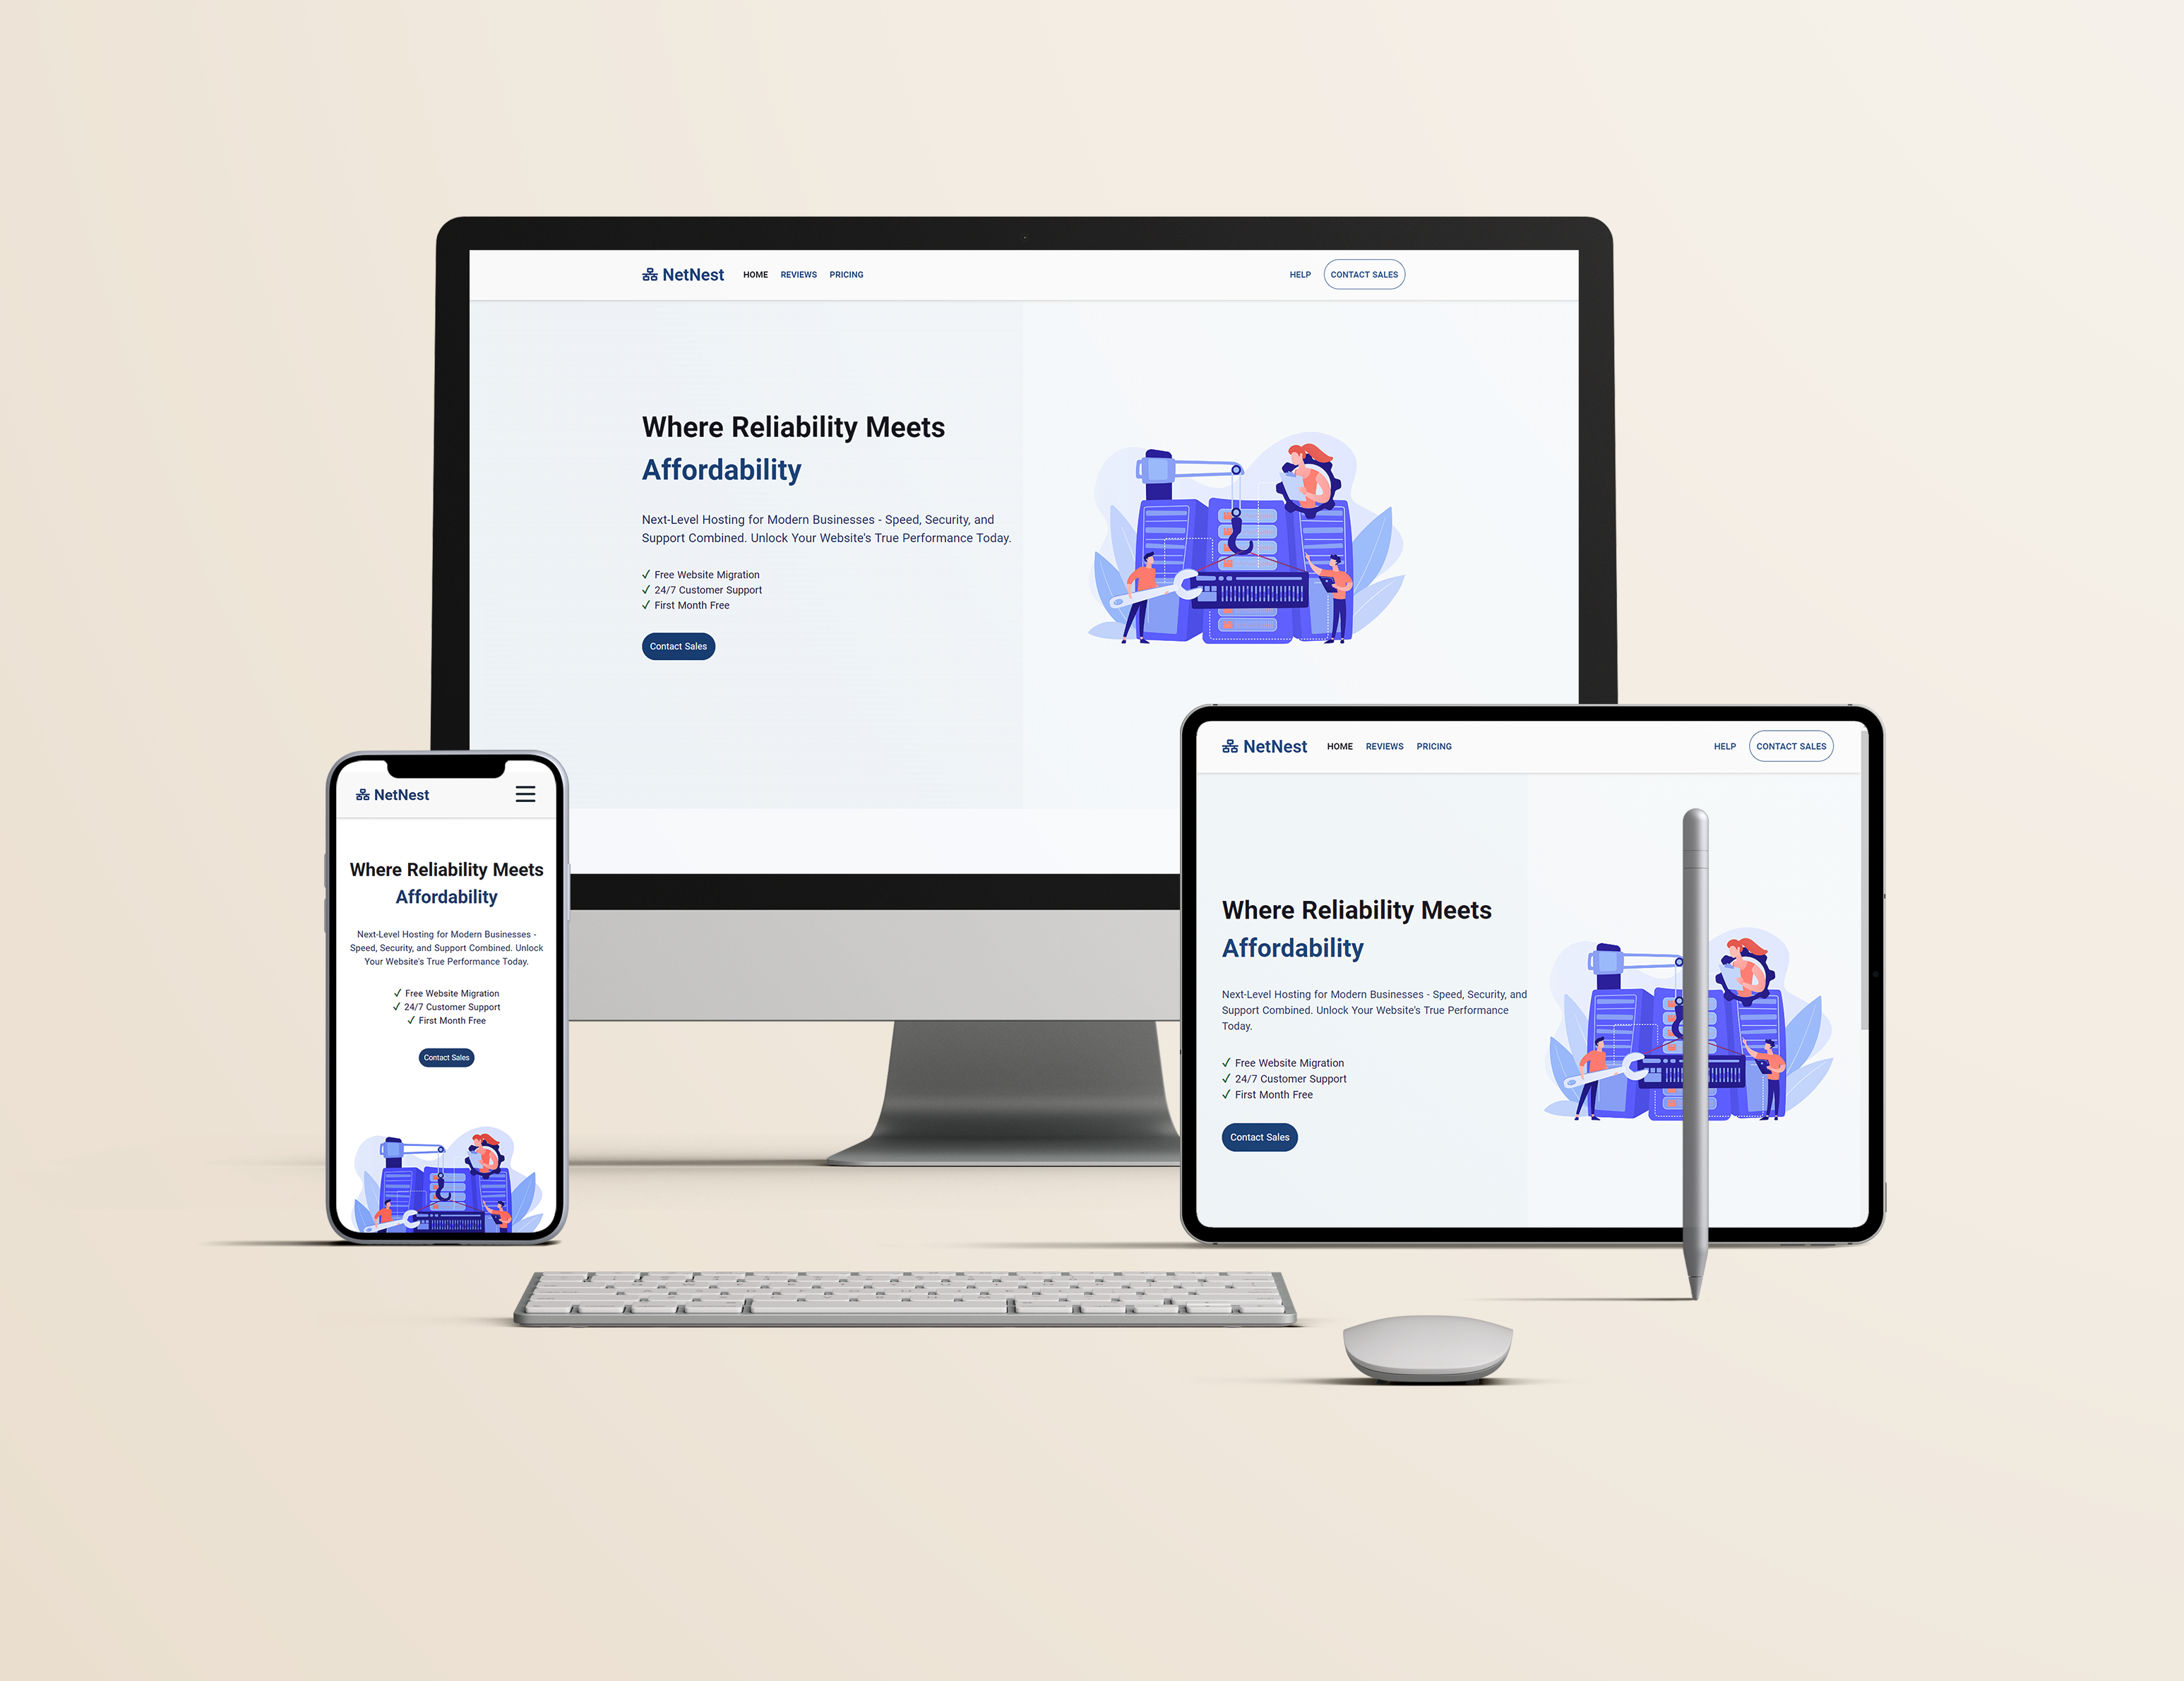 NetNest HOME REVIEWS PRICING HELP CONTACT SALES
Where Reliability Meets
Affordability
Next-Level Hosting for Modern Businesses - Speed, Security, and
Support Combined. Unlock Your Website's True Performance Today.
✓ Free Website Migration
✓ 24/7 Customer Support
✓ First Month Free
Contact Sales
NetNest
Where Reliability Meets
Affordability
Next-Level Hosting for Modern Businesses -
Speed, Security, and Support Combined. Unlock
Your Website's True Performance Today.
✓ Free Website Migration
✓ 24/7 Customer Support
✓ First Month Free
Contact Sales
NetNest HOME REVIEWS PRICING HELP CONTACT SALES
Where Reliability Meets
Affordability
Next-Level Hosting for Modern Businesses - Speed, Security, and
Support Combined. Unlock Your Website's True Performance
Today.
✓ Free Website Migration
✓ 24/7 Customer Support
✓ First Month Free
Contact Sales